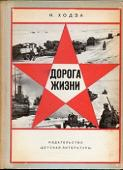 Н. ХОДЗА
ДОРОГА
ЖИЗНИ
ИЗДАТЕЛЬСТВО
«ДЕТСКАЯ ЛИТЕРАТУРА»